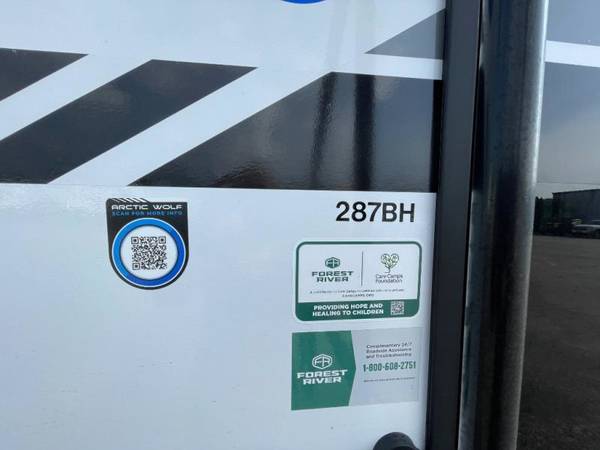 ARCTIC WOLF
SCAN FOR MORE INFO
287BH
FOREST
RIVER
Care Camps
Foundation
PROVIDING HOPE AND
HEALING TO CHILDREN
FOREST
RIVER
Complimentary 24/7
Roadside Assistance
and Troubleshooting
1-800-608-2751